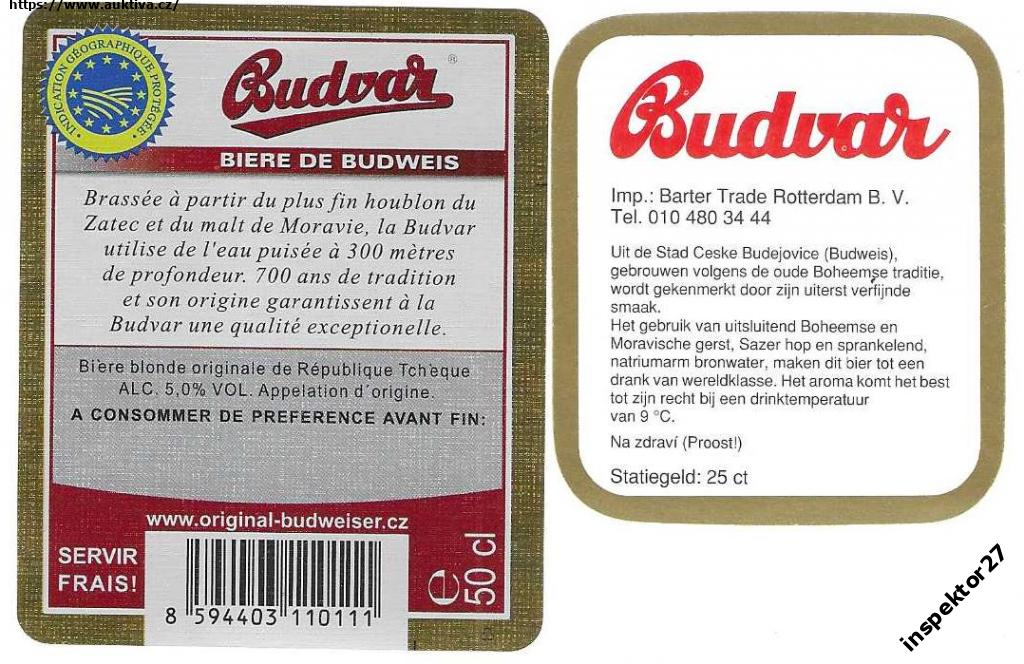 https://www.auktiva.cz/
INDICATION GÉOGRAPHIQUE PROTÉGÉE
Budvar®
BIERE DE BUDWEIS
Brassée à partir du plus fin houblon du
Zatec et du malt de Moravie, la Budvar
utilise de l'eau puisée à 300 mètres
de profondeur. 700 ans de tradition
et son origine garantissent à la
Budvar une qualité exceptionelle.
Bière blonde originale de République Tchèque
ALC. 5,0% VOL. Appelation d´origine.
A CONSOMMER DE PREFERENCE AVANT FIN:
www.original-budweiser.cz
SERVIR
FRAIS!
8 594403 110111
e 50 cl
Budvar
Imp.: Barter Trade Rotterdam B. V.
Tel. 010 480 34 44
Uit de Stad Ceske Budejovice (Budweis),
gebrouwen volgens de oude Boheemse traditie,
wordt gekenmerkt door zijn uiterst verfijnde
smaak.
Het gebruik van uitsluitend Boheemse en
Moravische gerst, Sazer hop en sprankelend,
natriumarm bronwater, maken dit bier tot een
drank van wereldklasse. Het aroma komt het best
tot zijn recht bij een drinktemperatuur
van 9 °C.
Na zdraví (Proost!)
Statiegeld: 25 ct
inspektor27